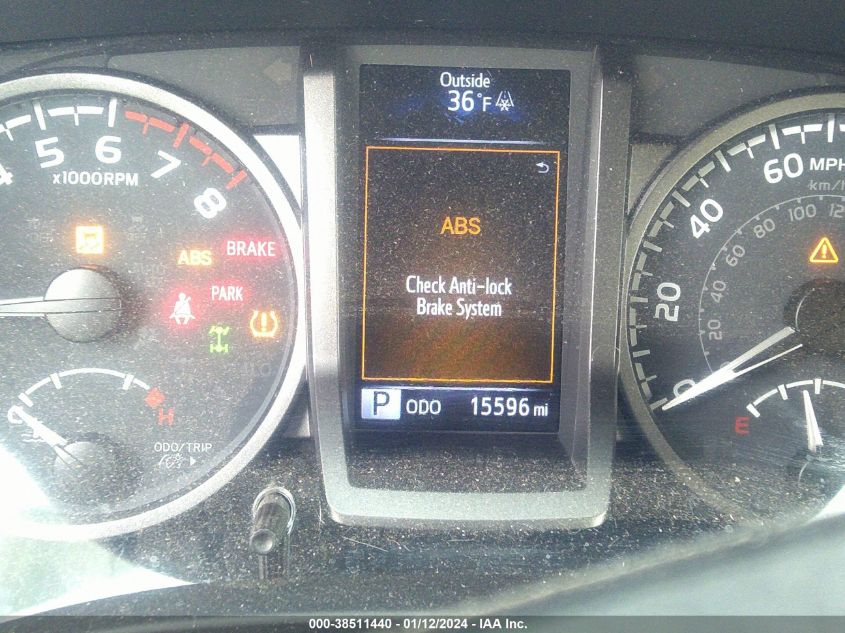 Outside
36°F
4 5 6 7 8
x1000RPM
ABS BRAKE
PARK
H
ODO/TRIP
ABS
Check Anti-lock
Brake System
P ODO 15596 mi
0 20 40 60 MPH
km/h
20 40 60 80 100 12
E
000-38511440 - 01/12/2024 - IAA Inc.